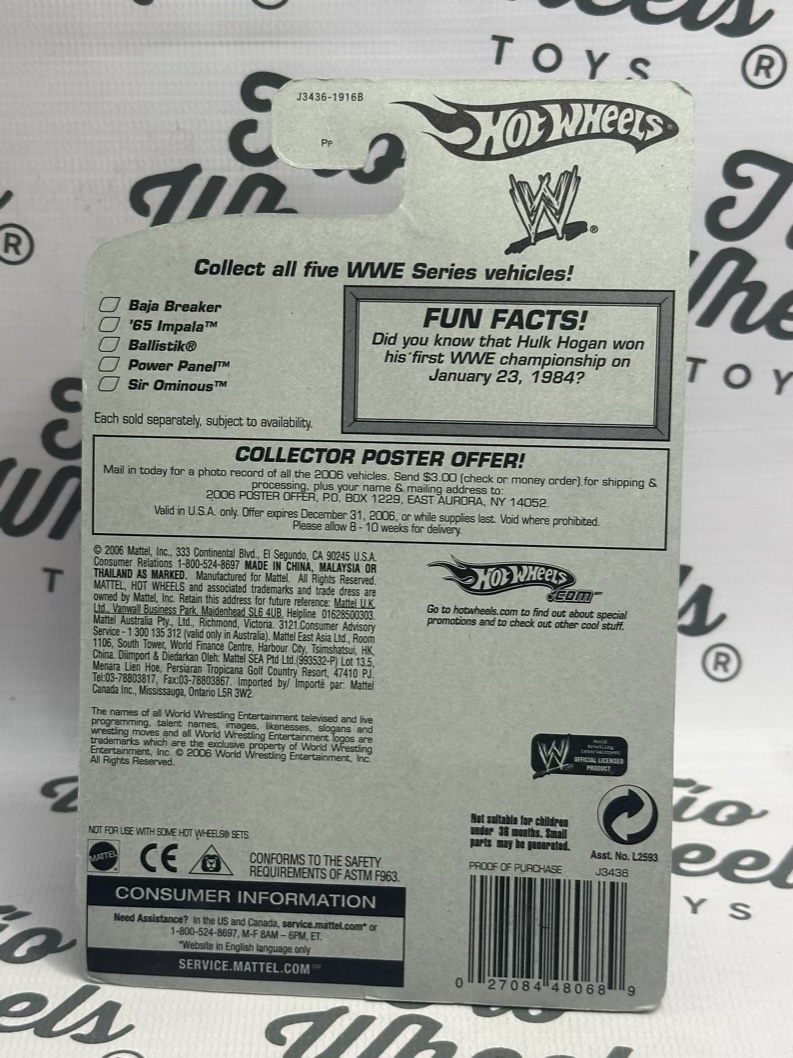 TOYS
®
J3436-1916B
Pp
HOT WHEELS
W®
Collect all five WWE Series vehicles!
Baja Breaker
'65 Impala™
Ballistik®
Power Panel™
Sir Ominous™
Each sold separately, subject to availability.
FUN FACTS!
Did you know that Hulk Hogan won
his first WWE championship on
January 23, 1984?
COLLECTOR POSTER OFFER!
Mail in today for a photo record of all the 2006 vehicles. Send $3.00 (check or money order) for shipping &
processing, plus your name & mailing address to:
2006 POSTER OFFER, P.O. BOX 1229, EAST AURORA, NY 14052.
Valid in U.S.A. only. Offer expires December 31, 2006, or while supplies last. Void where prohibited.
Please allow 8 - 10 weeks for delivery.
© 2006 Mattel, Inc., 333 Continental Blvd., El Segundo, CA 90245 U.S.A.
Consumer Relations 1-800-524-8697 MADE IN CHINA, MALAYSIA OR
THAILAND AS MARKED. Manufactured for Mattel. All Rights Reserved.
MATTEL, HOT WHEELS and associated trademarks and trade dress are
owned by Mattel, Inc. Retain this address for future reference: Mattel U.K.
Ltd., Vanwall Business Park, Maidenhead SL6 4UB. Helpline 01628500303.
Mattel Australia Pty., Ltd., Richmond, Victoria. 3121.Consumer Advisory
Service - 1 300 135 312 (valid only in Australia). Mattel East Asia Ltd., Room
1106, South Tower, World Finance Centre, Harbour City, Tsimshatsui, HK,
China. Diimport & Diedarkan Oleh: Mattel SEA Ptd Ltd.(993532-P) Lot 13.5,
Menara Lien Hoe, Persiaran Tropicana Golf Country Resort, 47410 PJ.
Tel:03-78803817, Fax:03-78803867. Imported by/ Importé par: Mattel
Canada Inc., Mississauga, Ontario L5R 3W2.
HOT WHEELS
.COM
Go to hotwheels.com to find out about special
promotions and to check out other cool stuff.
The names of all World Wrestling Entertainment televised and live
programming, talent names, images, likenesses, slogans and
wrestling moves and all World Wrestling Entertainment logos are
trademarks which are the exclusive property of World Wrestling
Entertainment, Inc. © 2006 World Wrestling Entertainment, Inc.
All Rights Reserved.
W
World
Wrestling
Entertainment
OFFICIAL LICENSED
PRODUCT
NOT FOR USE WITH SOME HOT WHEELS® SETS.
MATTEL
CE
CONFORMS TO THE SAFETY
REQUIREMENTS OF ASTM F963.
Not suitable for children
under 36 months. Small
parts may be generated.
Asst. No. L2593
PROOF OF PURCHASE J3436
CONSUMER INFORMATION
Need Assistance? In the US and Canada, service.mattel.com* or
1-800-524-8697, M-F 8AM – 6PM, ET.
*Website in English language only
SERVICE.MATTEL.COM℠
0 27084 48068 9